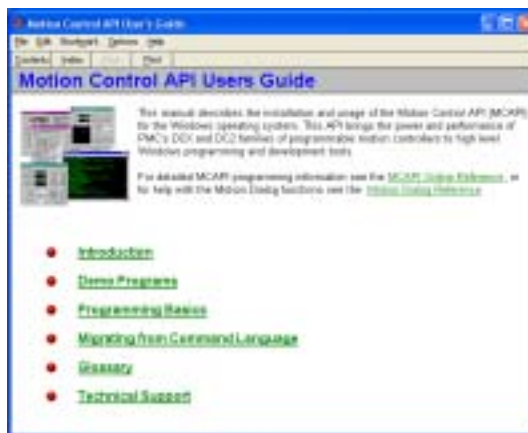 Motion Control API User's Guide
File Edit Bookmark Options Help
Contents Index Back Print
Motion Control API Users Guide
This manual describes the installation and usage of the Motion Control API (MCAPI)
for the Windows operating system. This API brings the power and performance of
PMC's DCX and DC2 families of programmable motion controllers to high level
Windows programming and development tools.
For detailed MCAPI programming information see the MCAPI Online Reference, or
for help with the Motion Dialog functions see the Motion Dialog Reference.
Introduction
Demo Programs
Programming Basics
Migrating from Command Language
Glossary
Technical Support